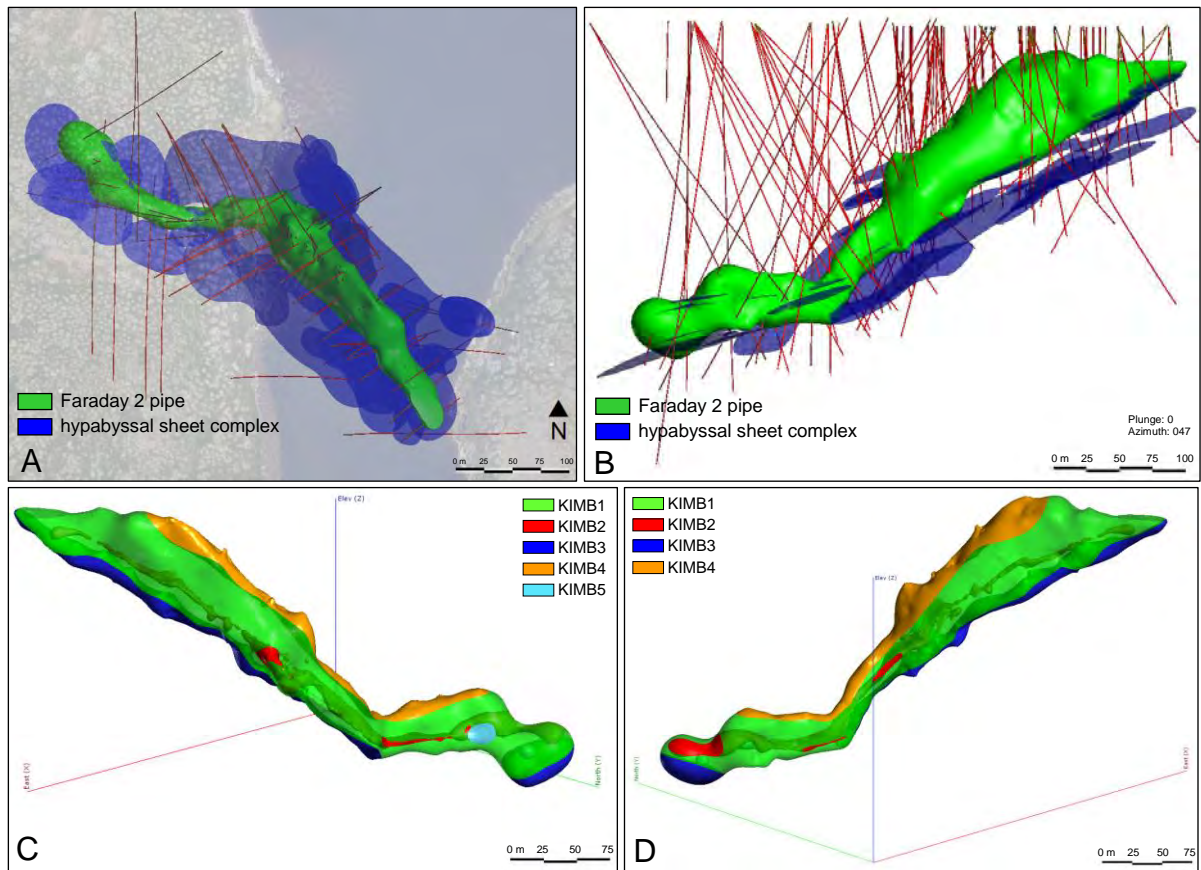 Faraday 2 pipe
hypabyssal sheet complex
A
N
0 m 25 50 75 100
Faraday 2 pipe
hypabyssal sheet complex
B
Plunge: 0
Azimuth: 047
0 m 25 50 75 100
Elev (Z)
KIMB1
KIMB2
KIMB3
KIMB4
KIMB5
East (X)
North (Y)
C
0 m 25 50 75
KIMB1
KIMB2
KIMB3
KIMB4
Elev (Z)
North (Y)
East (X)
D
0 m 25 50 75